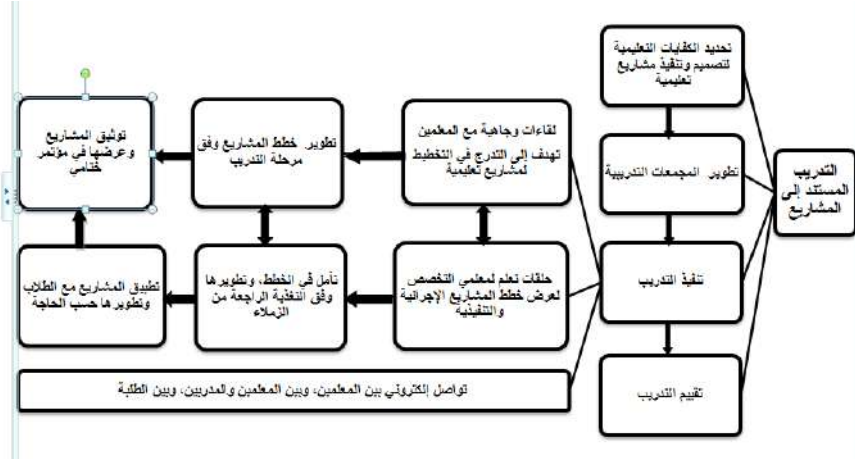 التدريب
المستند إلى
المشاريع
تحديد الكفايات التعليمية
لتصميم وتنفيذ مشاريع
تعليمية
تطوير المجمعات التدريبية
تنفيذ التدريب
تقييم التدريب
لقاءات وجاهية مع المعلمين
تهدف إلى التدرج في التخطيط
لمشاريع تعليمية
تطوير خطط المشاريع وفق
مرحلة التدريب
توثيق المشاريع
وعرضها في مؤتمر
ختامي
حلقات تعلم لمعلمي التخصص
لعرض خطط المشاريع الإجرائية
والتنفيذية
تأمل في الخطط، وتطويرها
وفق التغذية الراجعة من
الزملاء
تطبيق المشاريع مع الطلاب
وتطويرها حسب الحاجة
تواصل إلكتروني بين المعلمين، وبين المعلمين والمدربين، وبين الطلبة